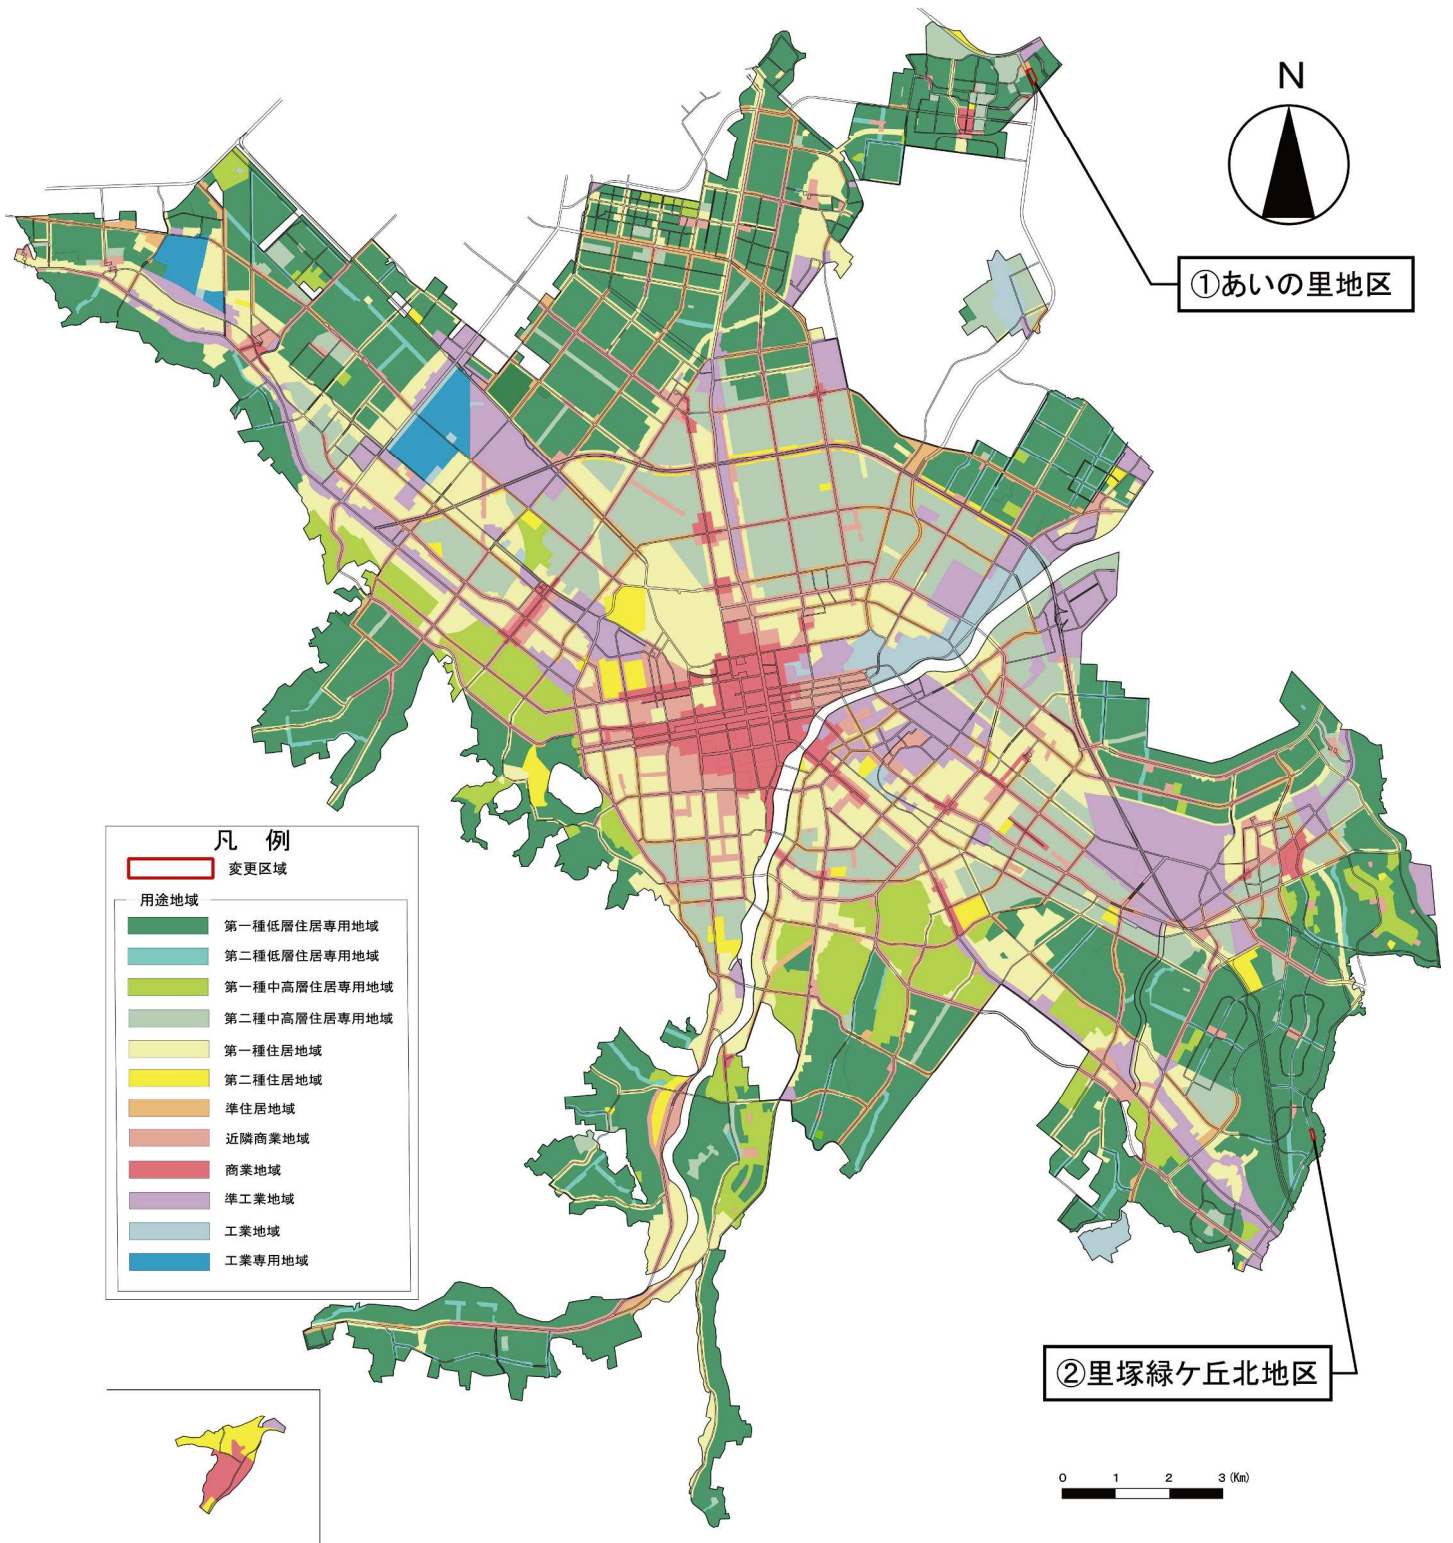 N
①あいの里地区
凡 例
変更区域
用途地域
第一種低層住居専用地域
第二種低層住居専用地域
第一種中高層住居専用地域
第二種中高層住居専用地域
第一種住居地域
第二種住居地域
準住居地域
近隣商業地域
商業地域
準工業地域
工業地域
工業専用地域
②里塚緑ケ丘北地区
0 1 2 3 (Km)